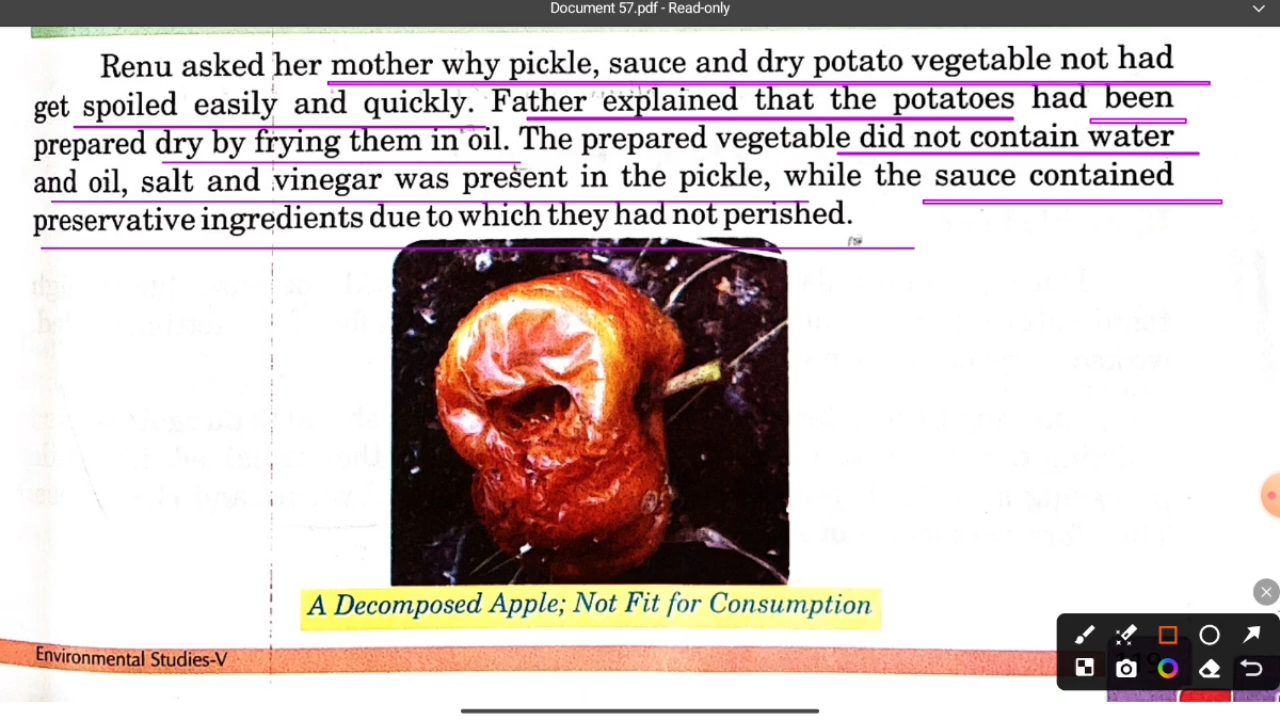 Document 57.pdf - Read-only
Renu asked her mother why pickle, sauce and dry potato vegetable not had
get spoiled easily and quickly. Father explained that the potatoes had been
prepared dry by frying them in oil. The prepared vegetable did not contain water
and oil, salt and vinegar was present in the pickle, while the sauce contained
preservative ingredients due to which they had not perished.
A Decomposed Apple; Not Fit for Consumption
Environmental Studies-V